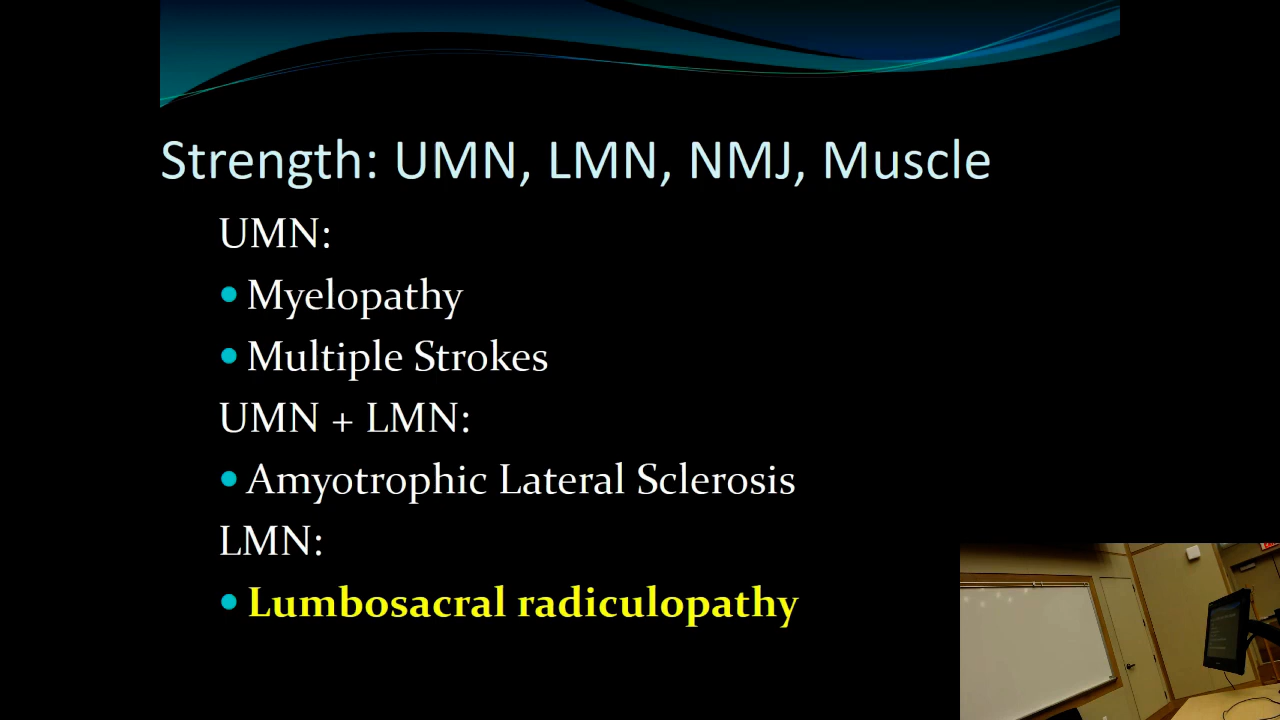 Strength: UMN, LMN, NMJ, Muscle
UMN:
• Myelopathy
• Multiple Strokes
UMN + LMN:
• Amyotrophic Lateral Sclerosis
LMN:
• Lumbosacral radiculopathy